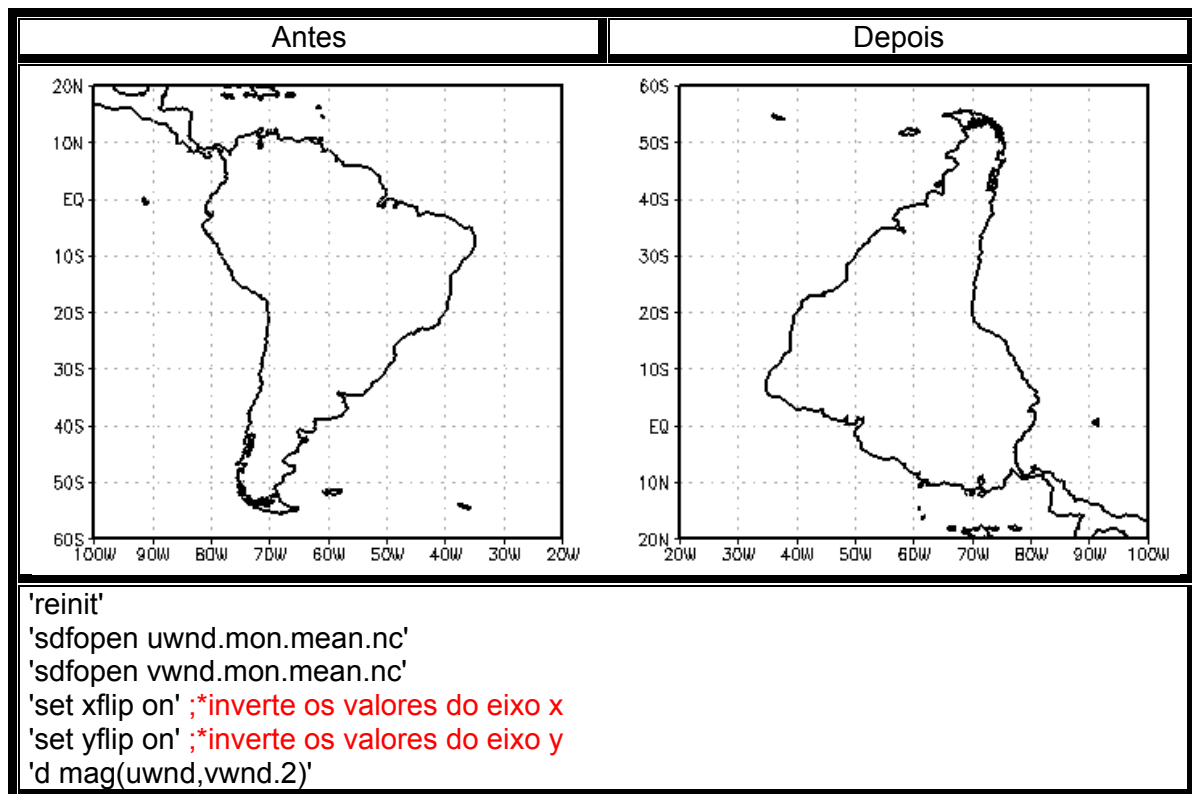 Antes
Depois
20N
10N
EQ
10S
20S
30S
40S
50S
60S
100W 90W 80W 70W 60W 50W 40W 30W 20W
60S
50S
40S
30S
20S
10S
EQ
10N
20N
20W 30W 40W 50W 60W 70W 80W 90W 100W
'reinit'
'sdfopen uwnd.mon.mean.nc'
'sdfopen vwnd.mon.mean.nc'
'set xflip on' ;*inverte os valores do eixo x
'set yflip on' ;*inverte os valores do eixo y
'd mag(uwnd,vwnd.2)'